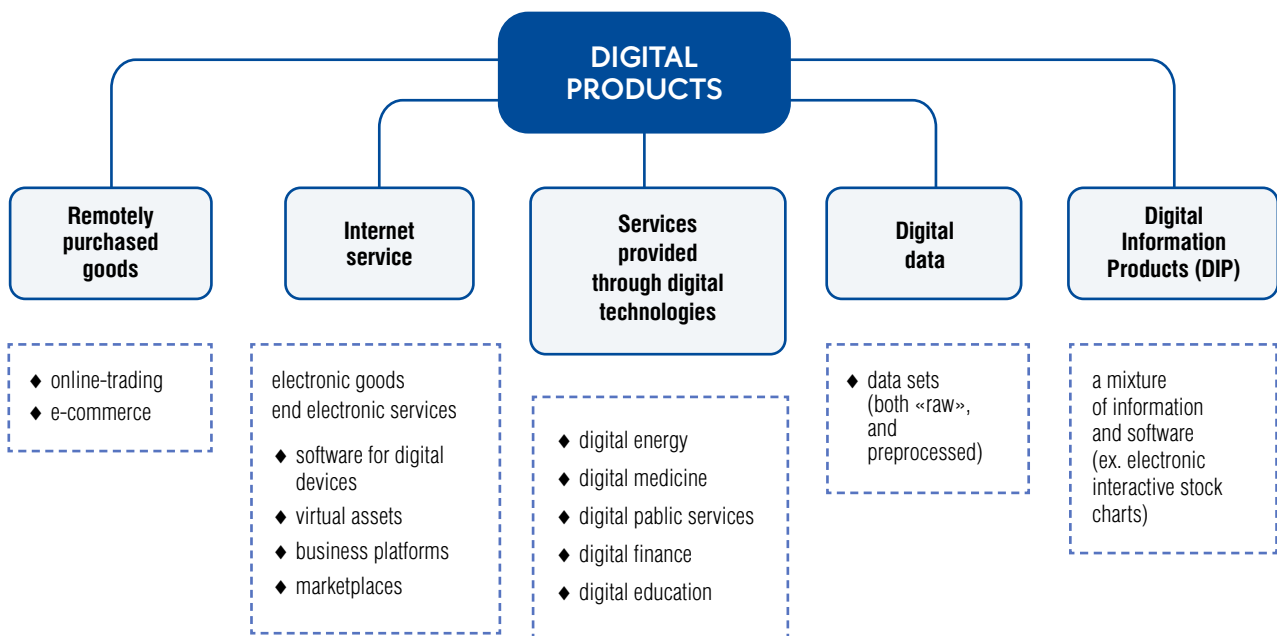 DIGITAL
PRODUCTS
Remotely
purchased
goods
Internet
service
Services
provided
through digital
technologies
Digital
data
Digital
Information
Products (DIP)
♦ online-trading
♦ e-commerce
electronic goods
end electronic services
♦ software for digital
devices
♦ virtual assets
♦ business platforms
♦ marketplaces
♦ digital energy
♦ digital medicine
♦ digital pablic services
♦ digital finance
♦ digital education
♦ data sets
(both «raw»,
and
preprocessed)
a mixture
of information
and software
(ex. electronic
interactive stock
charts)